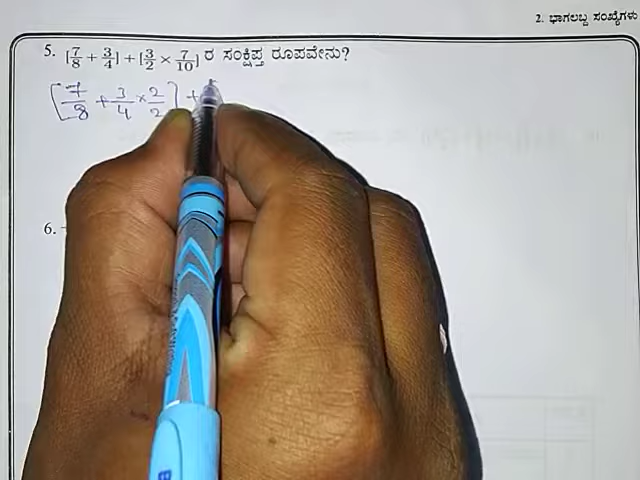 2. ಭಾಗಲಬ್ಧ ಸಂಖ್ಯೆಗಳು
5. [7/8 + 3/4] + [3/2 × 7/10] ರ ಸಂಕ್ಷಿಪ್ತ ರೂಪವೇನು?
[7/8 + 3/4 × 2/2] +
6.